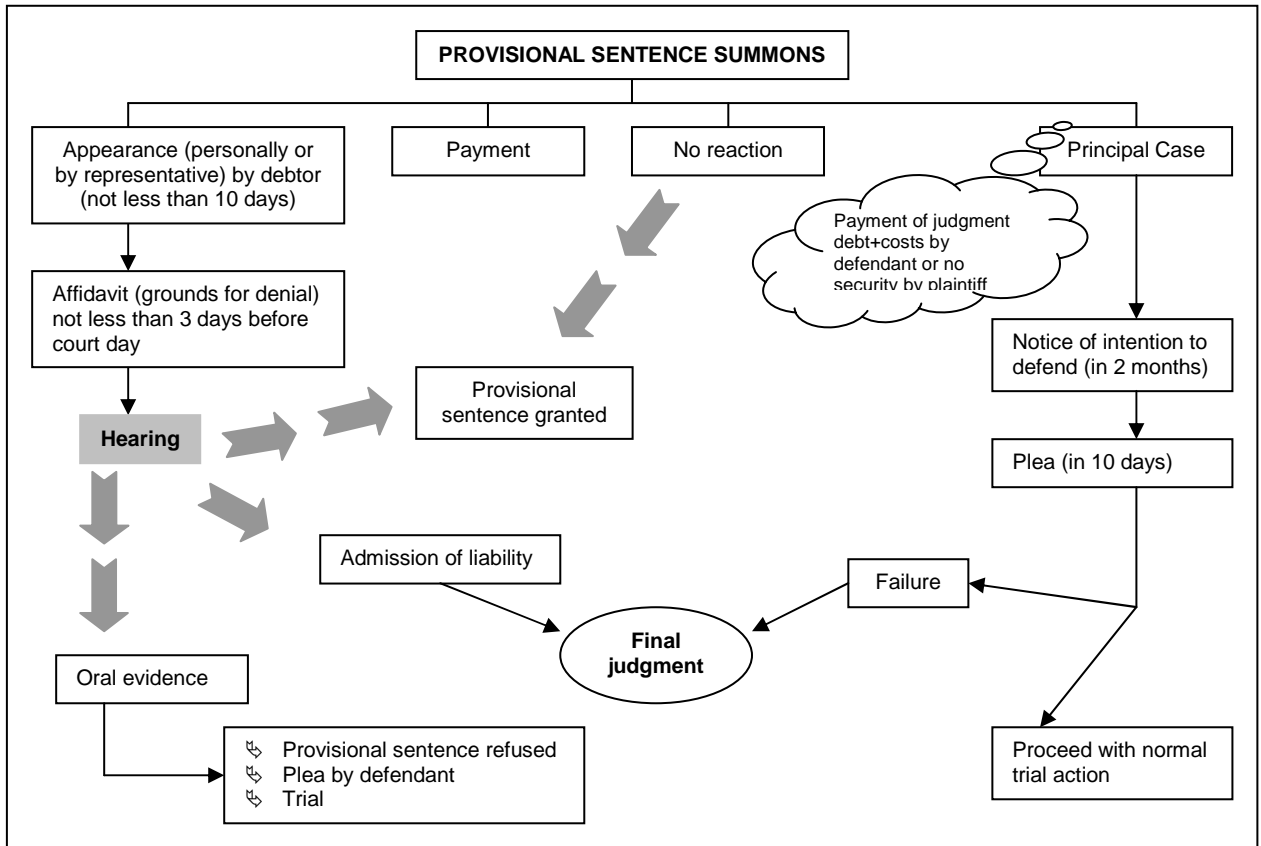 PROVISIONAL SENTENCE SUMMONS
Appearance (personally or
by representative) by debtor
(not less than 10 days)
Payment
No reaction
Principal Case
Payment of judgment
debt+costs by
defendant or no
security by plaintiff
Affidavit (grounds for denial)
not less than 3 days before
court day
Notice of intention to
defend (in 2 months)
Provisional
sentence granted
Hearing
Plea (in 10 days)
Admission of liability
Failure
Final
judgment
Oral evidence
Provisional sentence refused
Plea by defendant
Trial
Proceed with normal
trial action